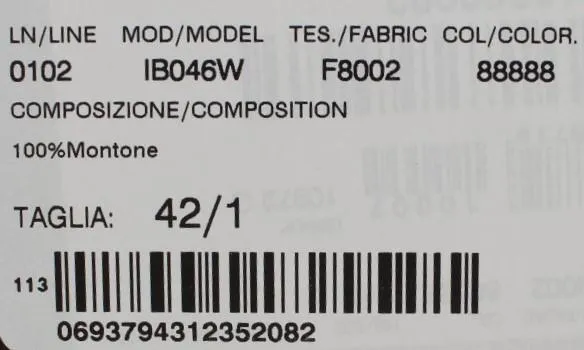 LN/LINE MOD/MODEL TES./FABRIC COL/COLOR.
0102 IB046W F8002 88888
COMPOSIZIONE/COMPOSITION
100%Montone
TAGLIA: 42/1
113
0693794312352082